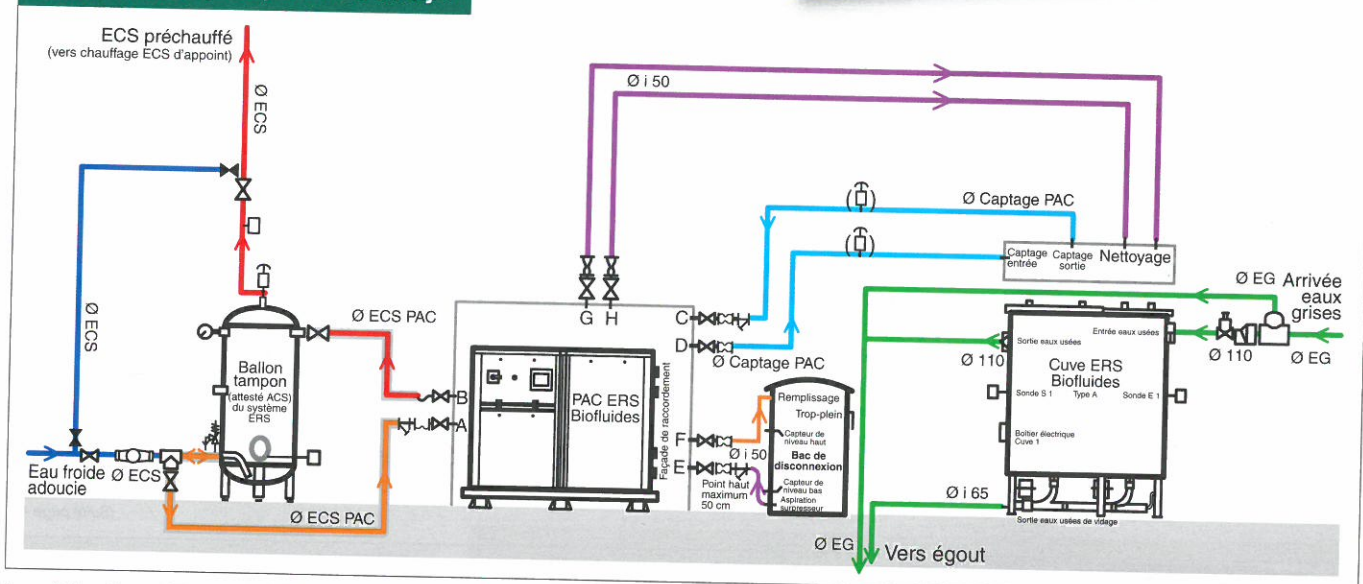 ECS préchauffé
(vers chauffage ECS d'appoint)
Ø ECS
Ø i 50
Ø Captage PAC
Captage entrée
Captage sortie
Nettoyage
Ø EG
Arrivée eaux grises
Ø ECS
Ø ECS PAC
G
H
C
D
Ø Captage PAC
Entrée eaux usées
Sortie eaux usées
Ø 110
Ø 110
Ø EG
Ballon tampon
(attesté ACS)
du système
ERS
B
A
PAC ERS
Biofluides
Façade de raccordement
Remplissage
Trop-plein
Cuve ERS
Biofluides
Sonde S 1
Type A
Sonde E 1
F
Capteur de niveau haut
Ø i 50
Bac de disconnexion
E
Boîtier électrique
Cuve 1
Eau froide
adoucie
Ø ECS
Point haut
maximum
50 cm
Capteur de niveau bas
Aspiration surpresseur
Ø i 65
Ø ECS PAC
Sortie eaux usées de vidage
Ø EG
Vers égout